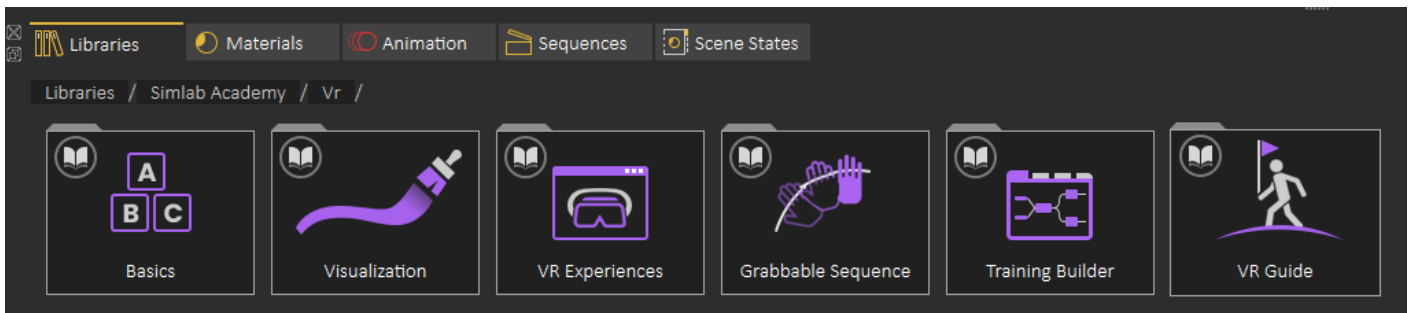 Libraries Materials Animation Sequences Scene States
Libraries / Simlab Academy / Vr /
A
B C
Basics Visualization VR Experiences Grabbable Sequence Training Builder VR Guide